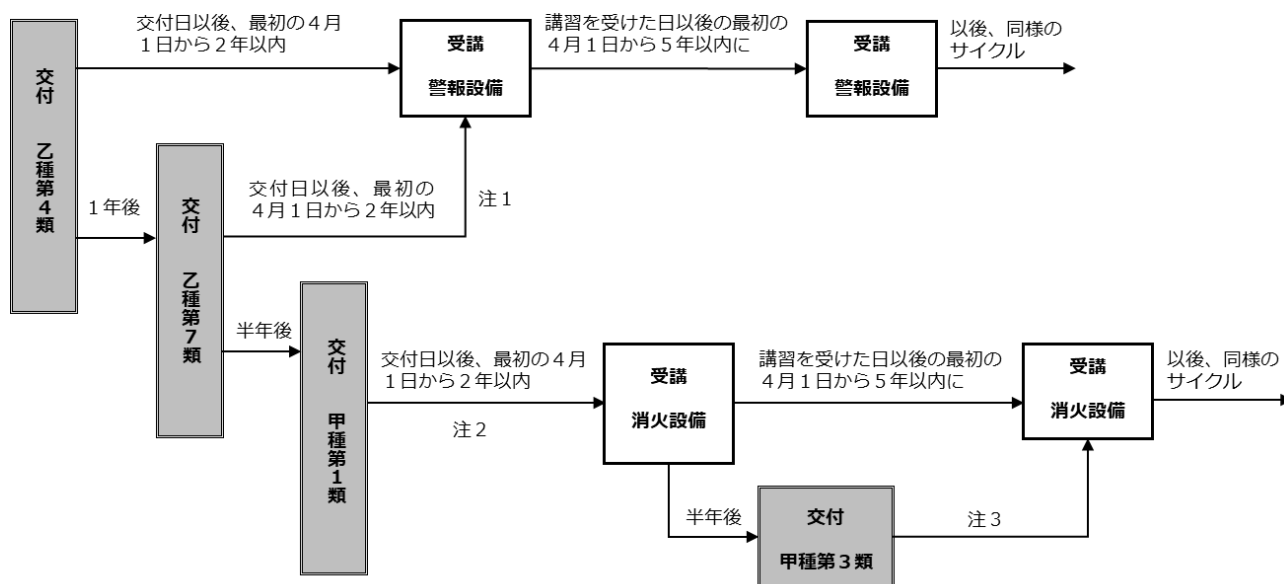 交付日以後、最初の４月
１日から２年以内
受講
警報設備
講習を受けた日以後の最初の
４月１日から５年以内に
受講
警報設備
以後、同様の
サイクル
交付　乙種第４類
１年後
交付　乙種第７類
交付日以後、最初の
４月１日から２年以内
注１
半年後
交付　甲種第１類
交付日以後、最初の４月
１日から２年以内
注２
受講
消火設備
講習を受けた日以後の最初の
４月１日から５年以内に
受講
消火設備
以後、同様の
サイクル
半年後
交付
甲種第３類
注３